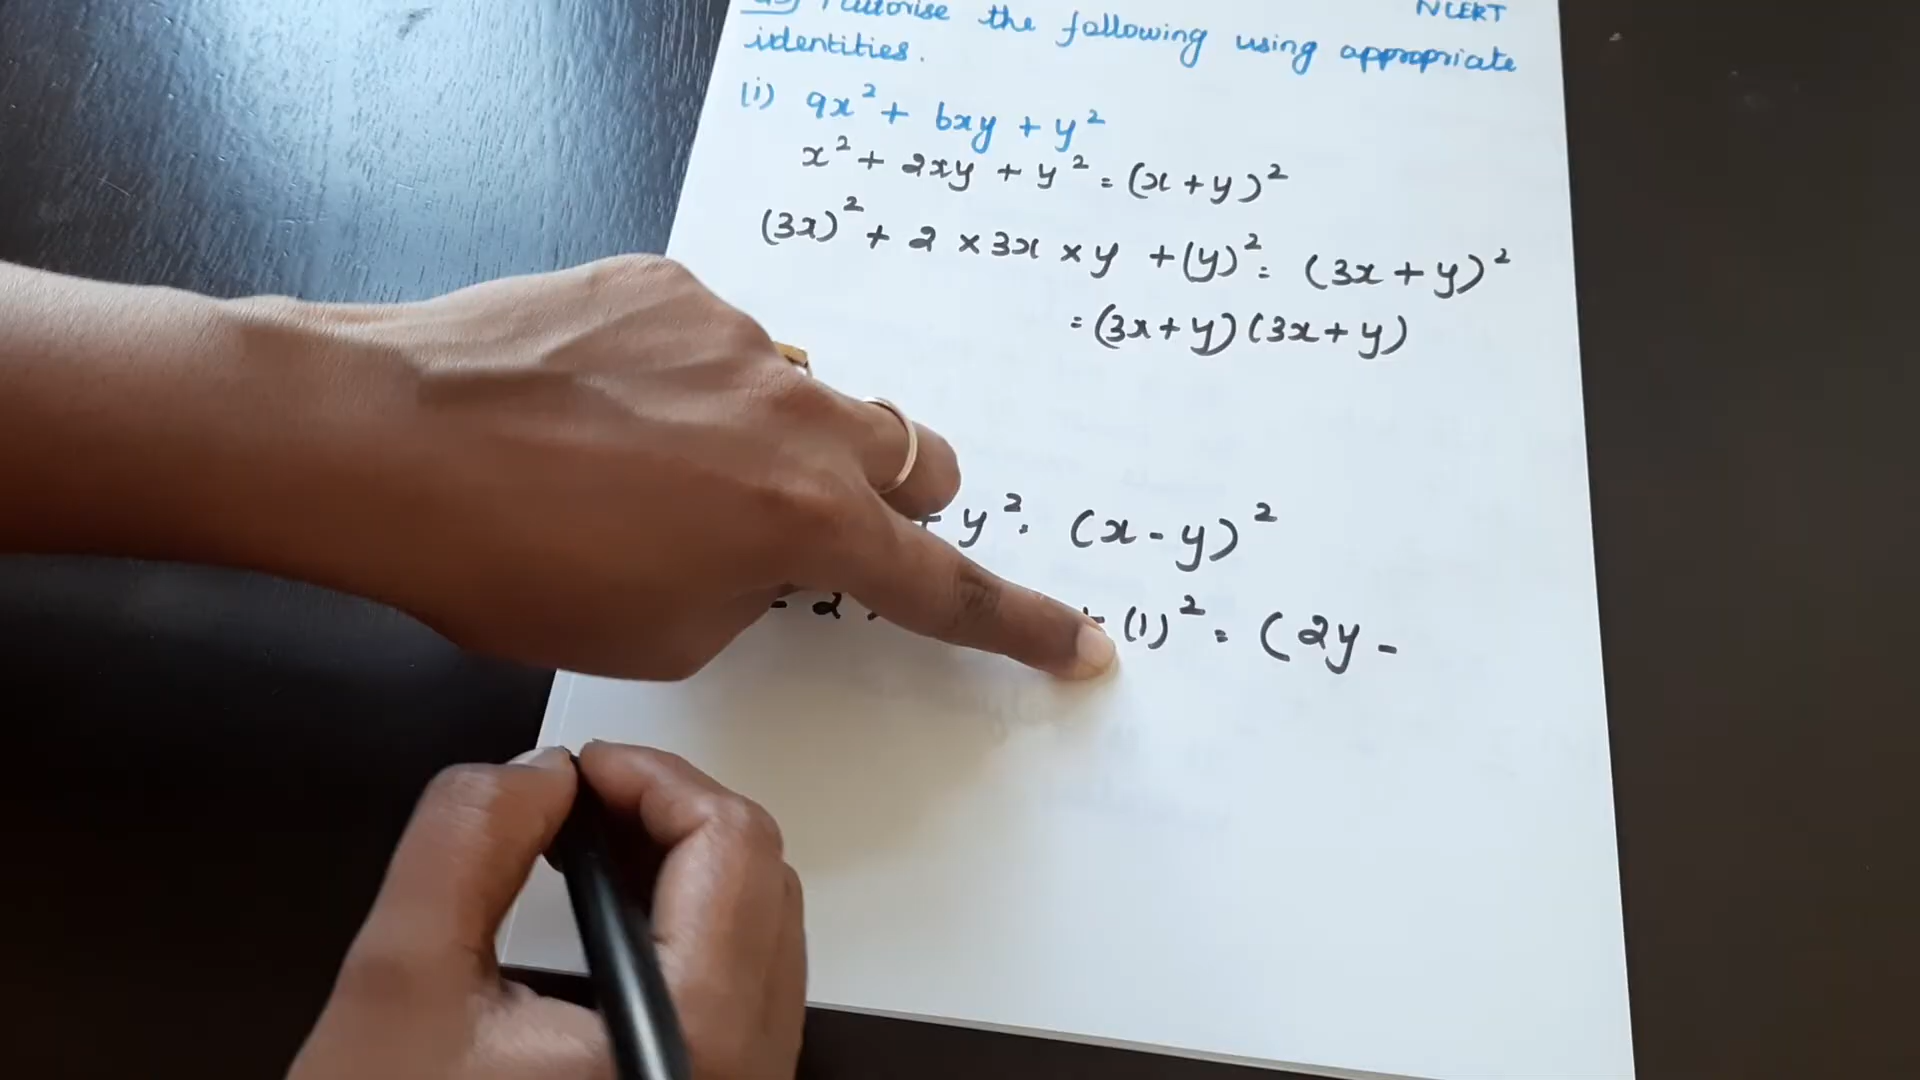 the following using appropriate
NCERT
identities.
(i) 9x² + 6xy + y²
x² + 2xy + y² = (x + y)²
(3x)² + 2 × 3x × y + (y)² = (3x + y)²
= (3x + y) (3x + y)
+ y² = (x - y)²
- 2 + (1)² = ( 2y -